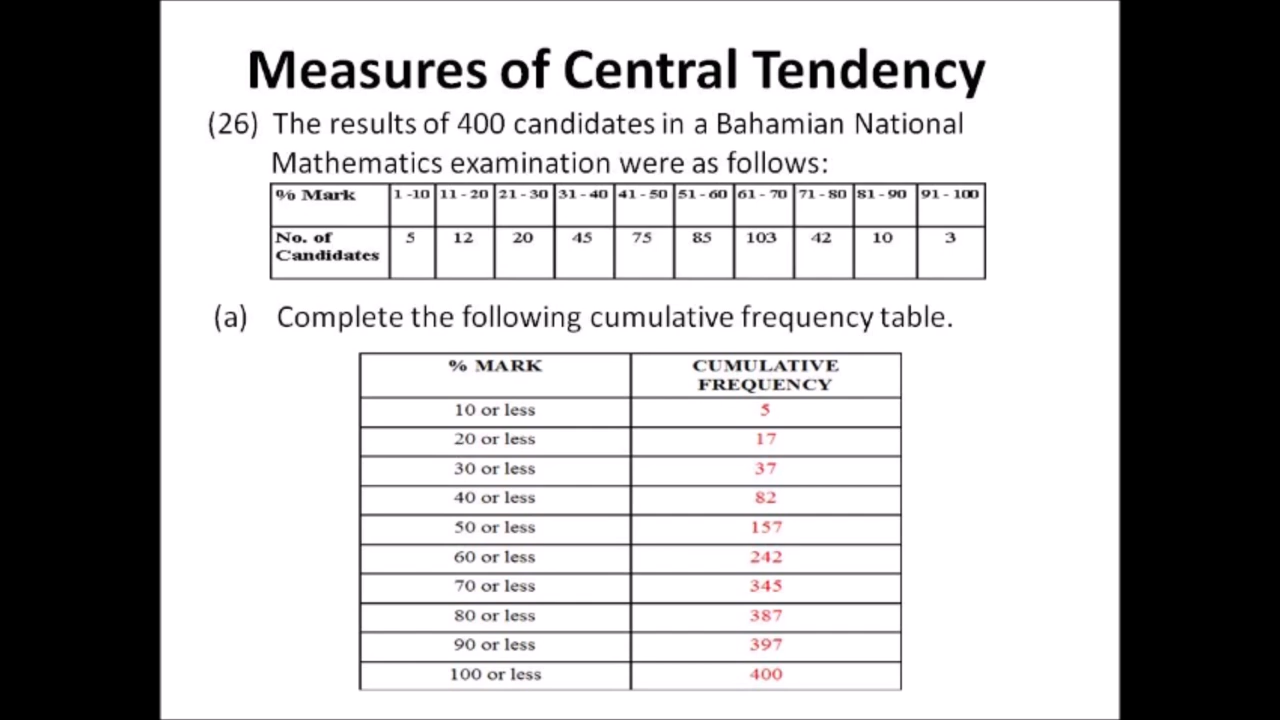 Measures of Central Tendency
(26) The results of 400 candidates in a Bahamian National
Mathematics examination were as follows:
% Mark 1 -10 11 - 20 21 - 30 31 - 40 41 - 50 51 - 60 61 - 70 71 - 80 81 - 90 91 - 100
No. of
Candidates 5 12 20 45 75 85 103 42 10 3
(a) Complete the following cumulative frequency table.
% MARK CUMULATIVE
FREQUENCY
10 or less 5
20 or less 17
30 or less 37
40 or less 82
50 or less 157
60 or less 242
70 or less 345
80 or less 387
90 or less 397
100 or less 400